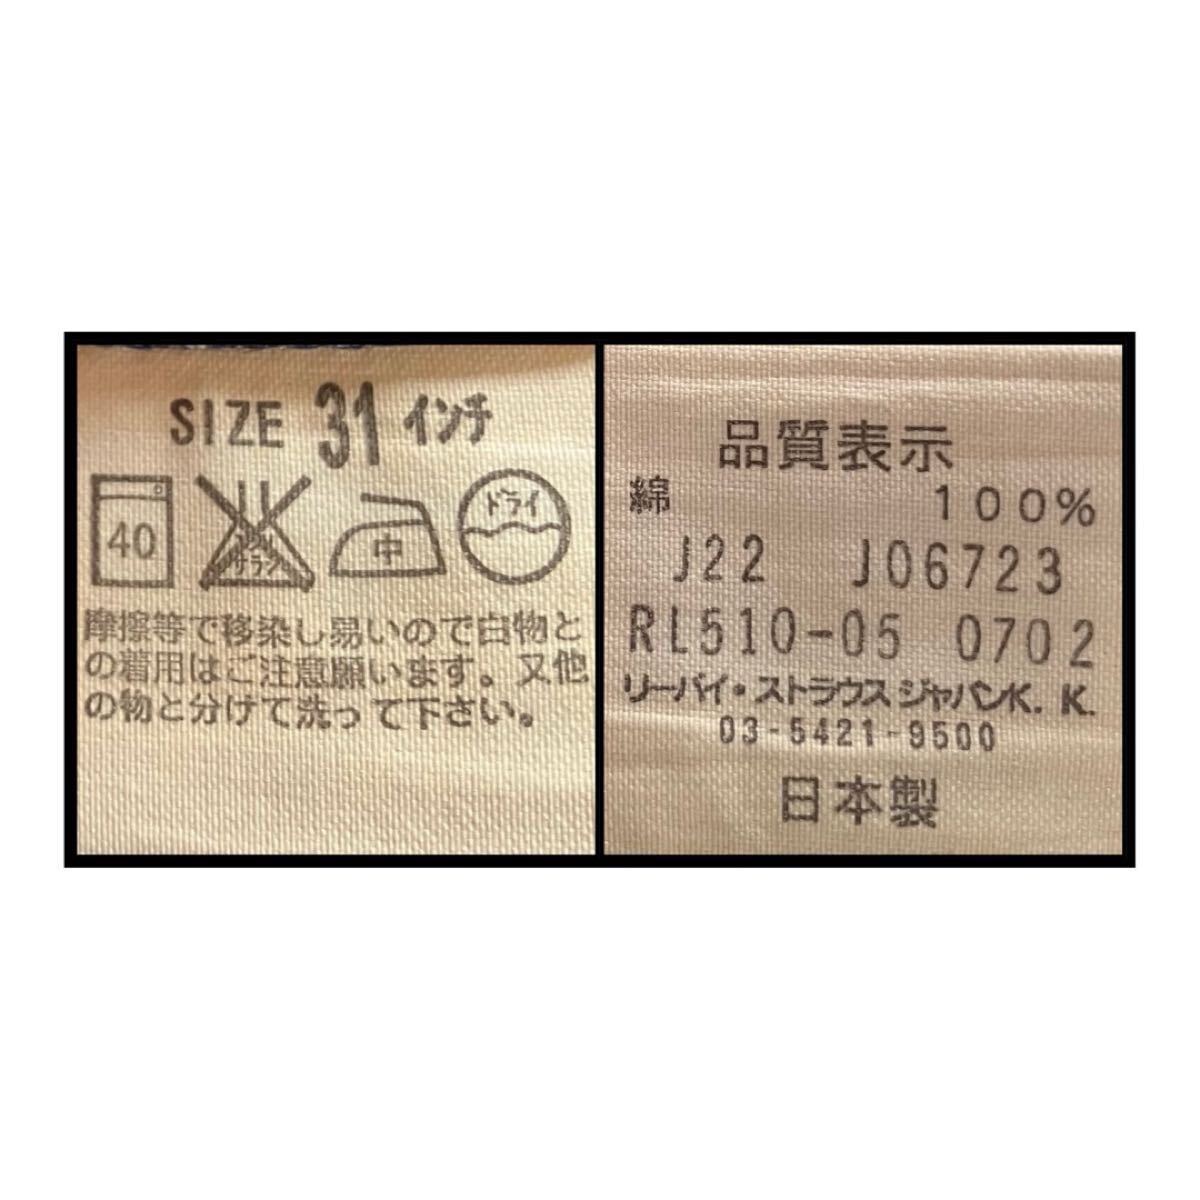 SIZE 31 インチ
40
エンソ
サラシ
中
ドライ
摩擦等で移染し易いので白物と
の着用はご注意願います。又他
の物と分けて洗って下さい。
品質表示
綿 100%
J22 J06723
RL510-05 0702
リーバイ・ストラウス ジャパンK. K.
03-5421-9500
日本製